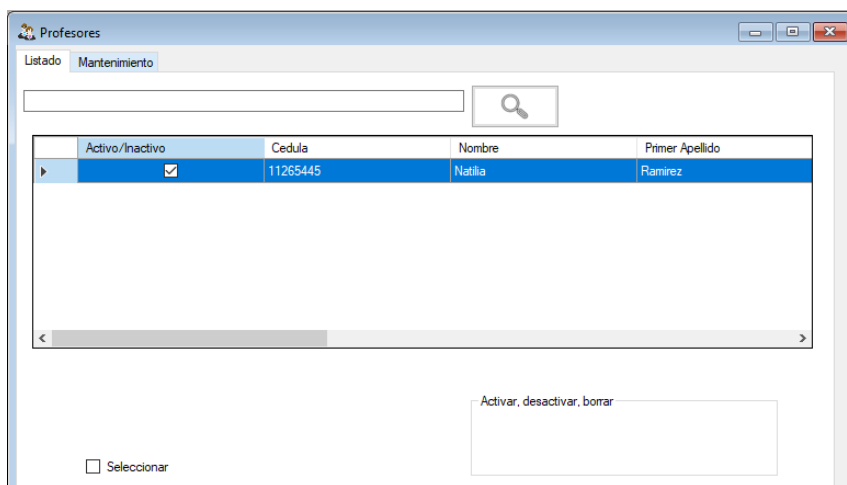 Profesores
Listado Mantenimiento
Activo/Inactivo Cedula Nombre Primer Apellido
11265445 Natilia Ramirez
Activar, desactivar, borrar
Seleccionar